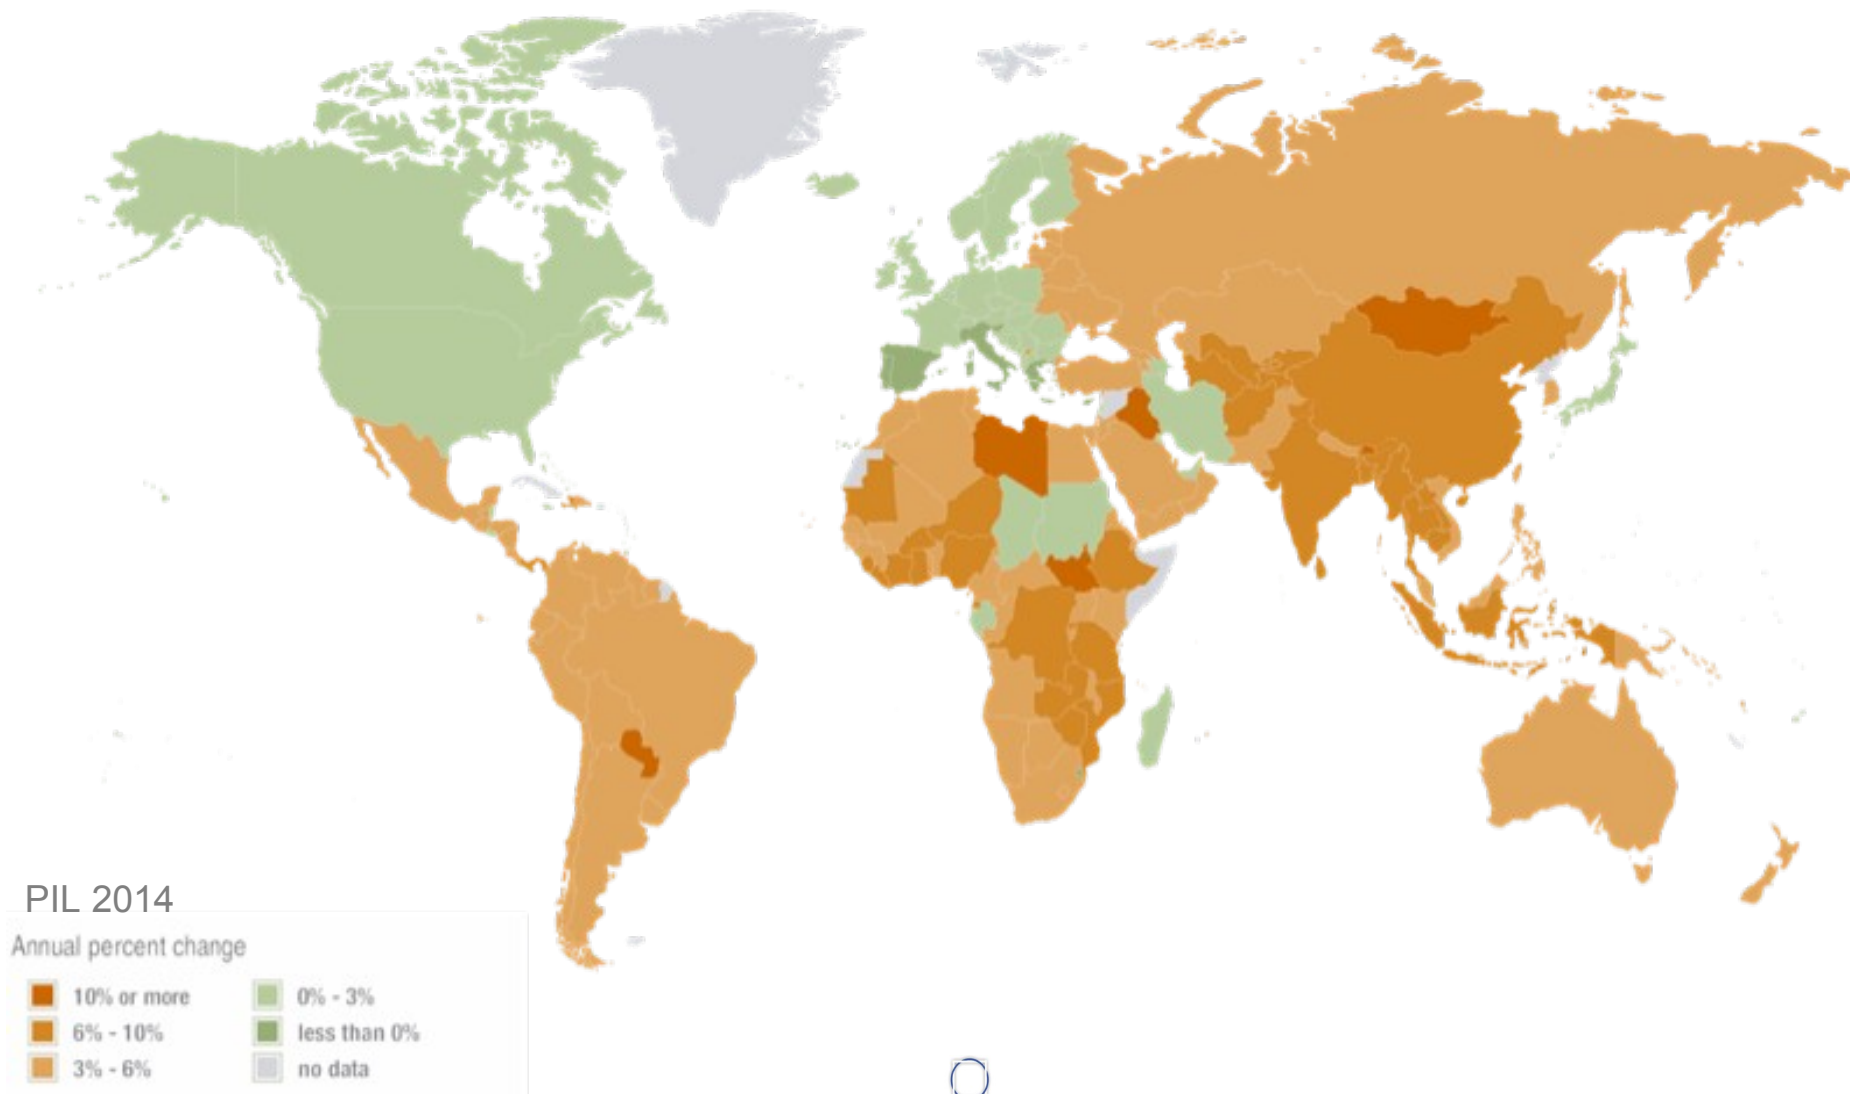 PIL 2014
Annual percent change
10% or more
6% - 10%
3% - 6%
0% - 3%
less than 0%
no data